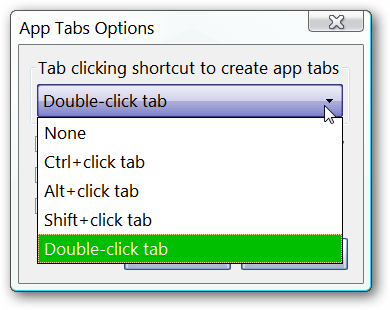 App Tabs Options
Tab clicking shortcut to create app tabs
Double-click tab
None
Ctrl+click tab
Alt+click tab
Shift+click tab
Double-click tab